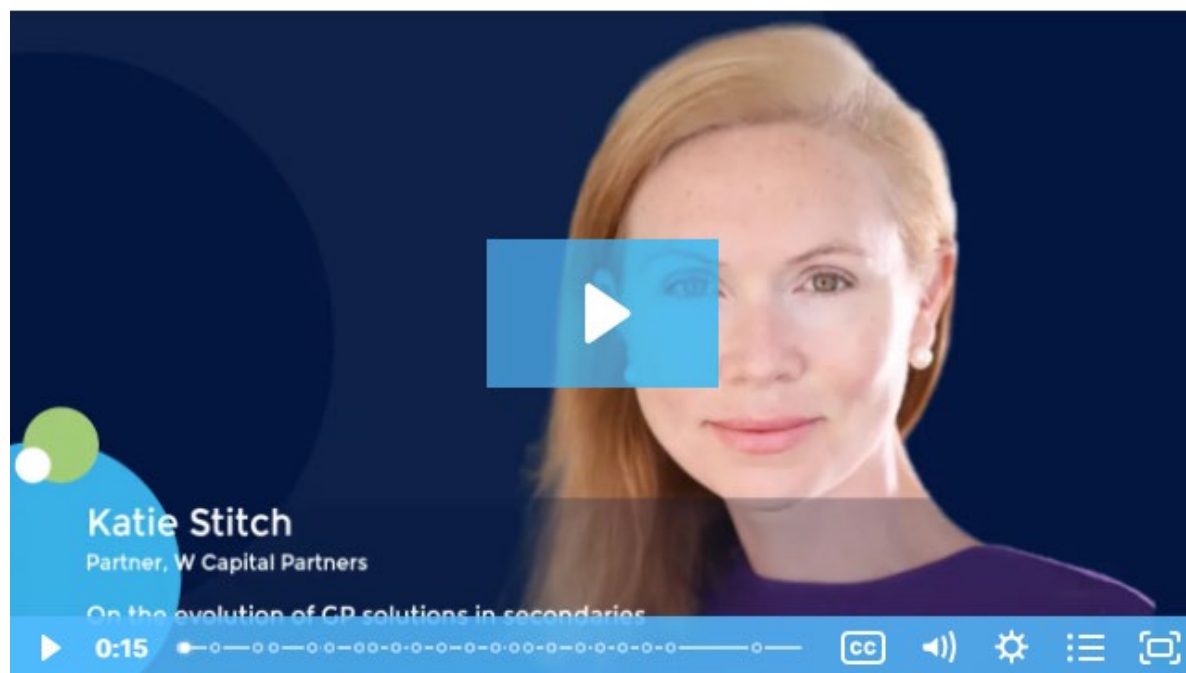 Katie Stitch
Partner, W Capital Partners
On the evolution of GP solutions in secondaries
0:15
CC